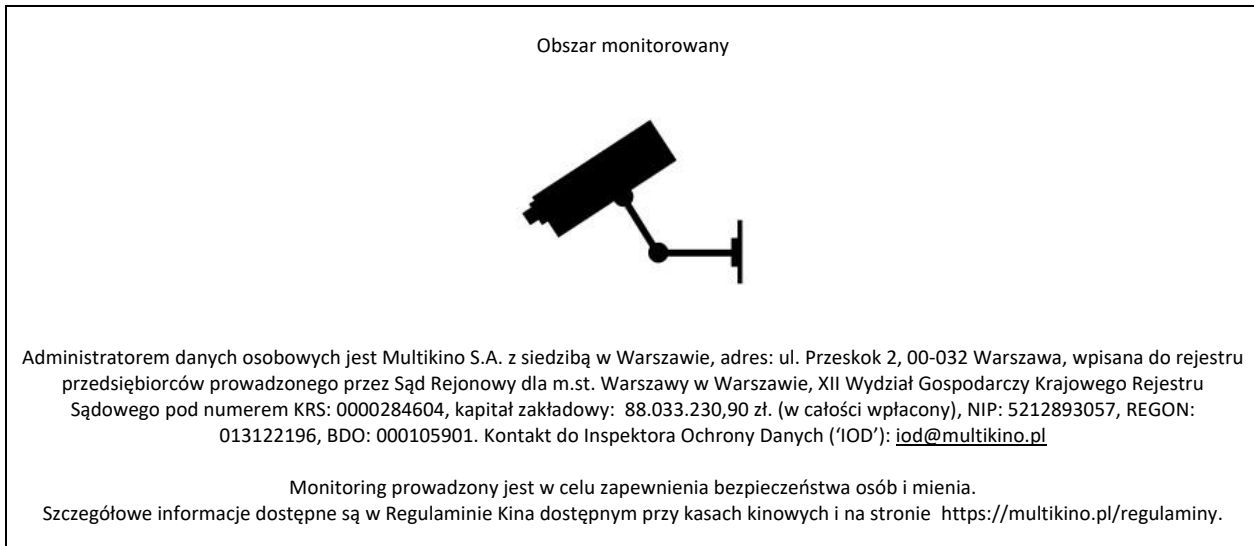 Obszar monitorowany
Administratorem danych osobowych jest Multikino S.A. z siedzibą w Warszawie, adres: ul. Przeskok 2, 00-032 Warszawa, wpisana do rejestru
przedsiębiorców prowadzonego przez Sąd Rejonowy dla m.st. Warszawy w Warszawie, XII Wydział Gospodarczy Krajowego Rejestru
Sądowego pod numerem KRS: 0000284604, kapitał zakładowy:  88.033.230,90 zł. (w całości wpłacony), NIP: 5212893057, REGON:
013122196, BDO: 000105901. Kontakt do Inspektora Ochrony Danych (‘IOD’): iod@multikino.pl
Monitoring prowadzony jest w celu zapewnienia bezpieczeństwa osób i mienia.
Szczegółowe informacje dostępne są w Regulaminie Kina dostępnym przy kasach kinowych i na stronie  https://multikino.pl/regulaminy.